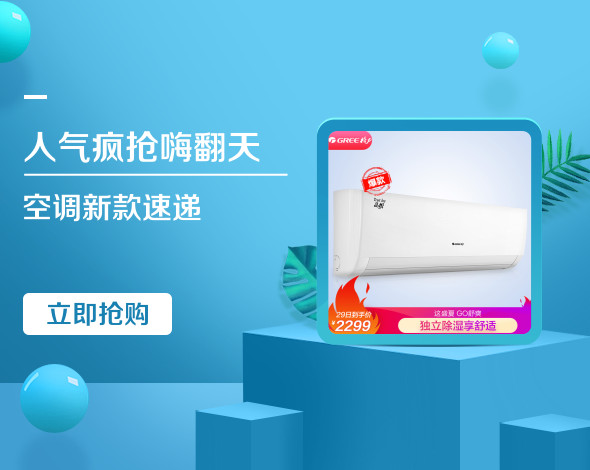 人气疯抢嗨翻天
空调新款速递
立即抢购
GREE格力
爆款
GREE
29日到手价
¥2299
这盛夏 GO舒爽
独立除湿享舒适